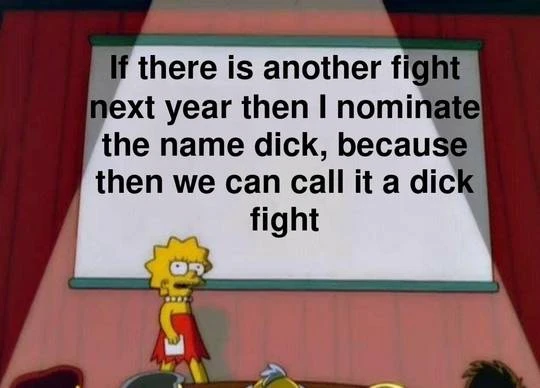 If there is another fight
next year then I nominate
the name dick, because
then we can call it a dick
fight